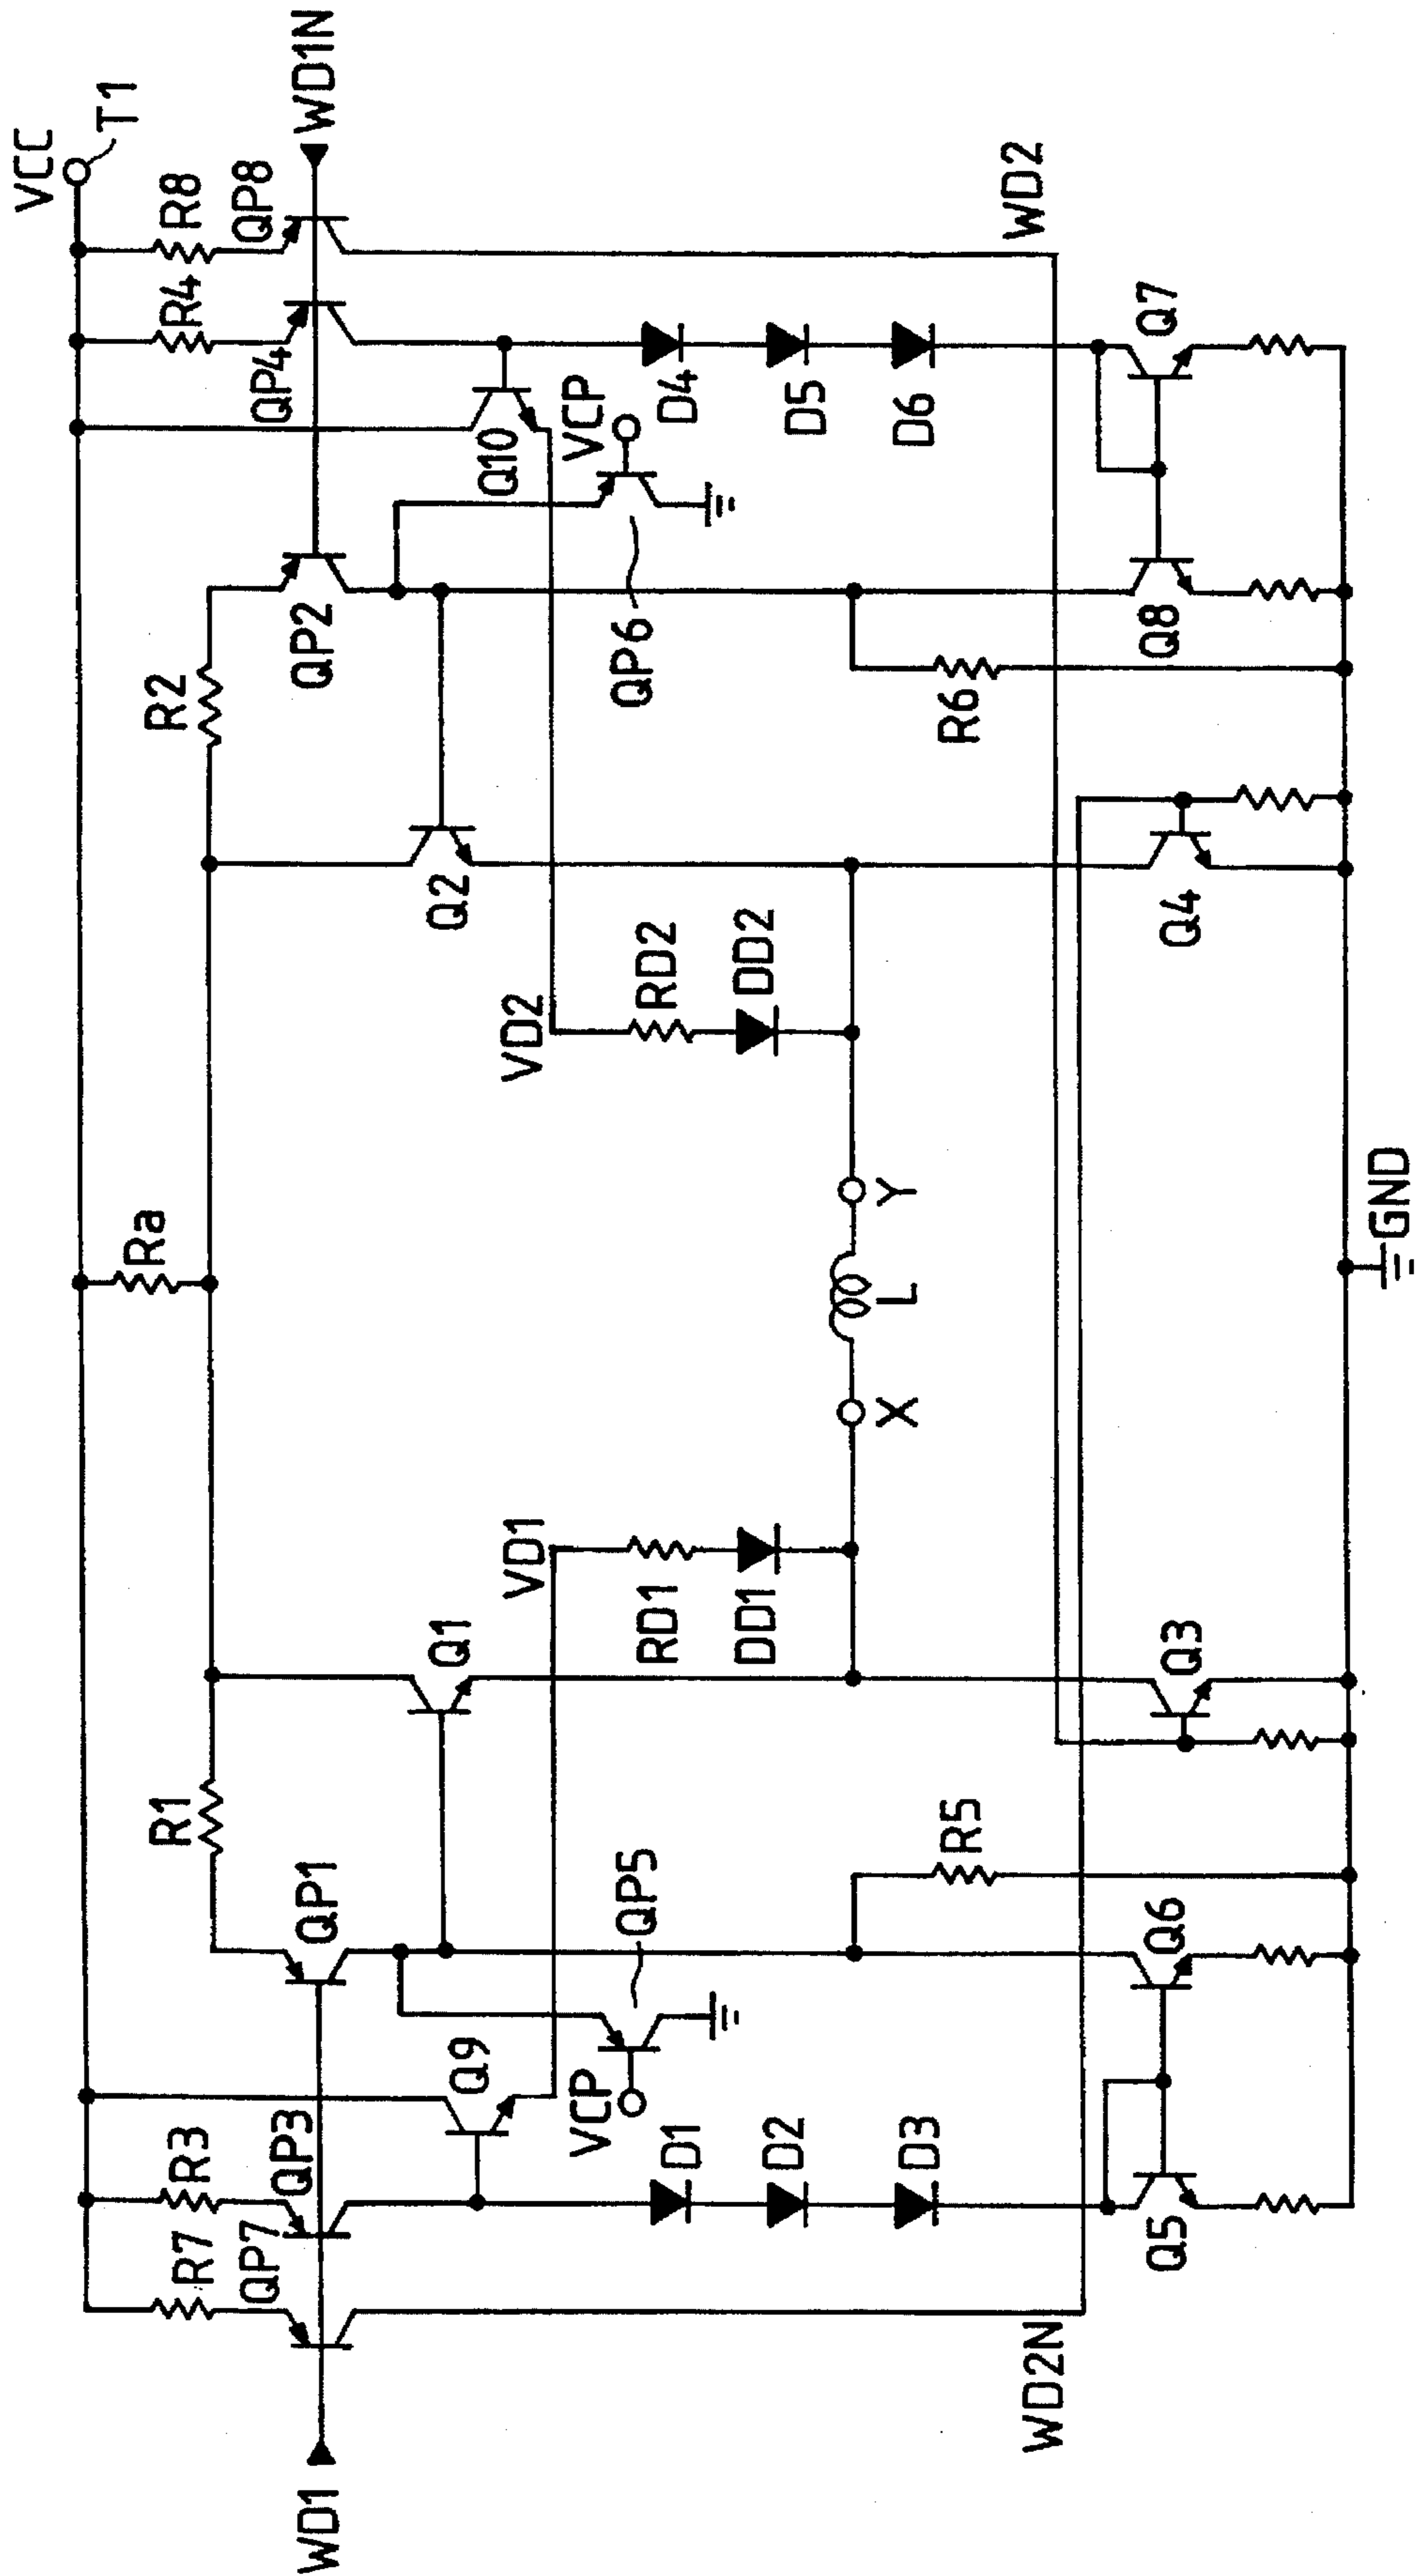 VCC
T1
WD1N
R8
QP8
R4
QP4
R2
QP2
Q10
VCP
QP6
D4
D5
D6
WD2
Q7
Q8
R6
Q2
Q4
VD2
RD2
DD2
Ra
Y
L
X
GND
VD1
RD1
DD1
Q1
Q3
R1
QP1
QP5
R5
Q6
Q9
VCP
R3
QP3
R7
QP7
D1
D2
D3
Q5
WD2N
WD1